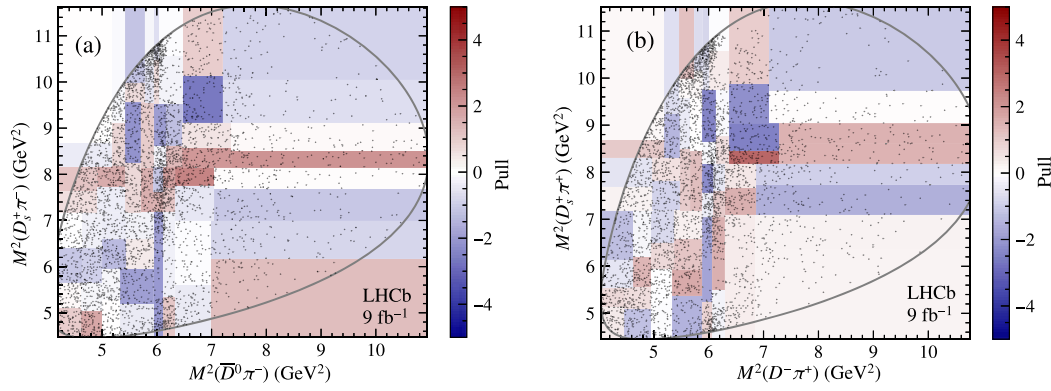 (a)
M²(D_s⁺π⁻) (GeV²)
11
10
9
8
7
6
5
LHCb
9 fb⁻¹
5 6 7 8 9 10
M²(D̅⁰π⁻) (GeV²)
4
2
0
−2
−4
Pull
(b)
M²(D_s⁺π⁺) (GeV²)
11
10
9
8
7
6
5
LHCb
9 fb⁻¹
5 6 7 8 9 10
M²(D⁻π⁺) (GeV²)
4
2
0
−2
−4
Pull